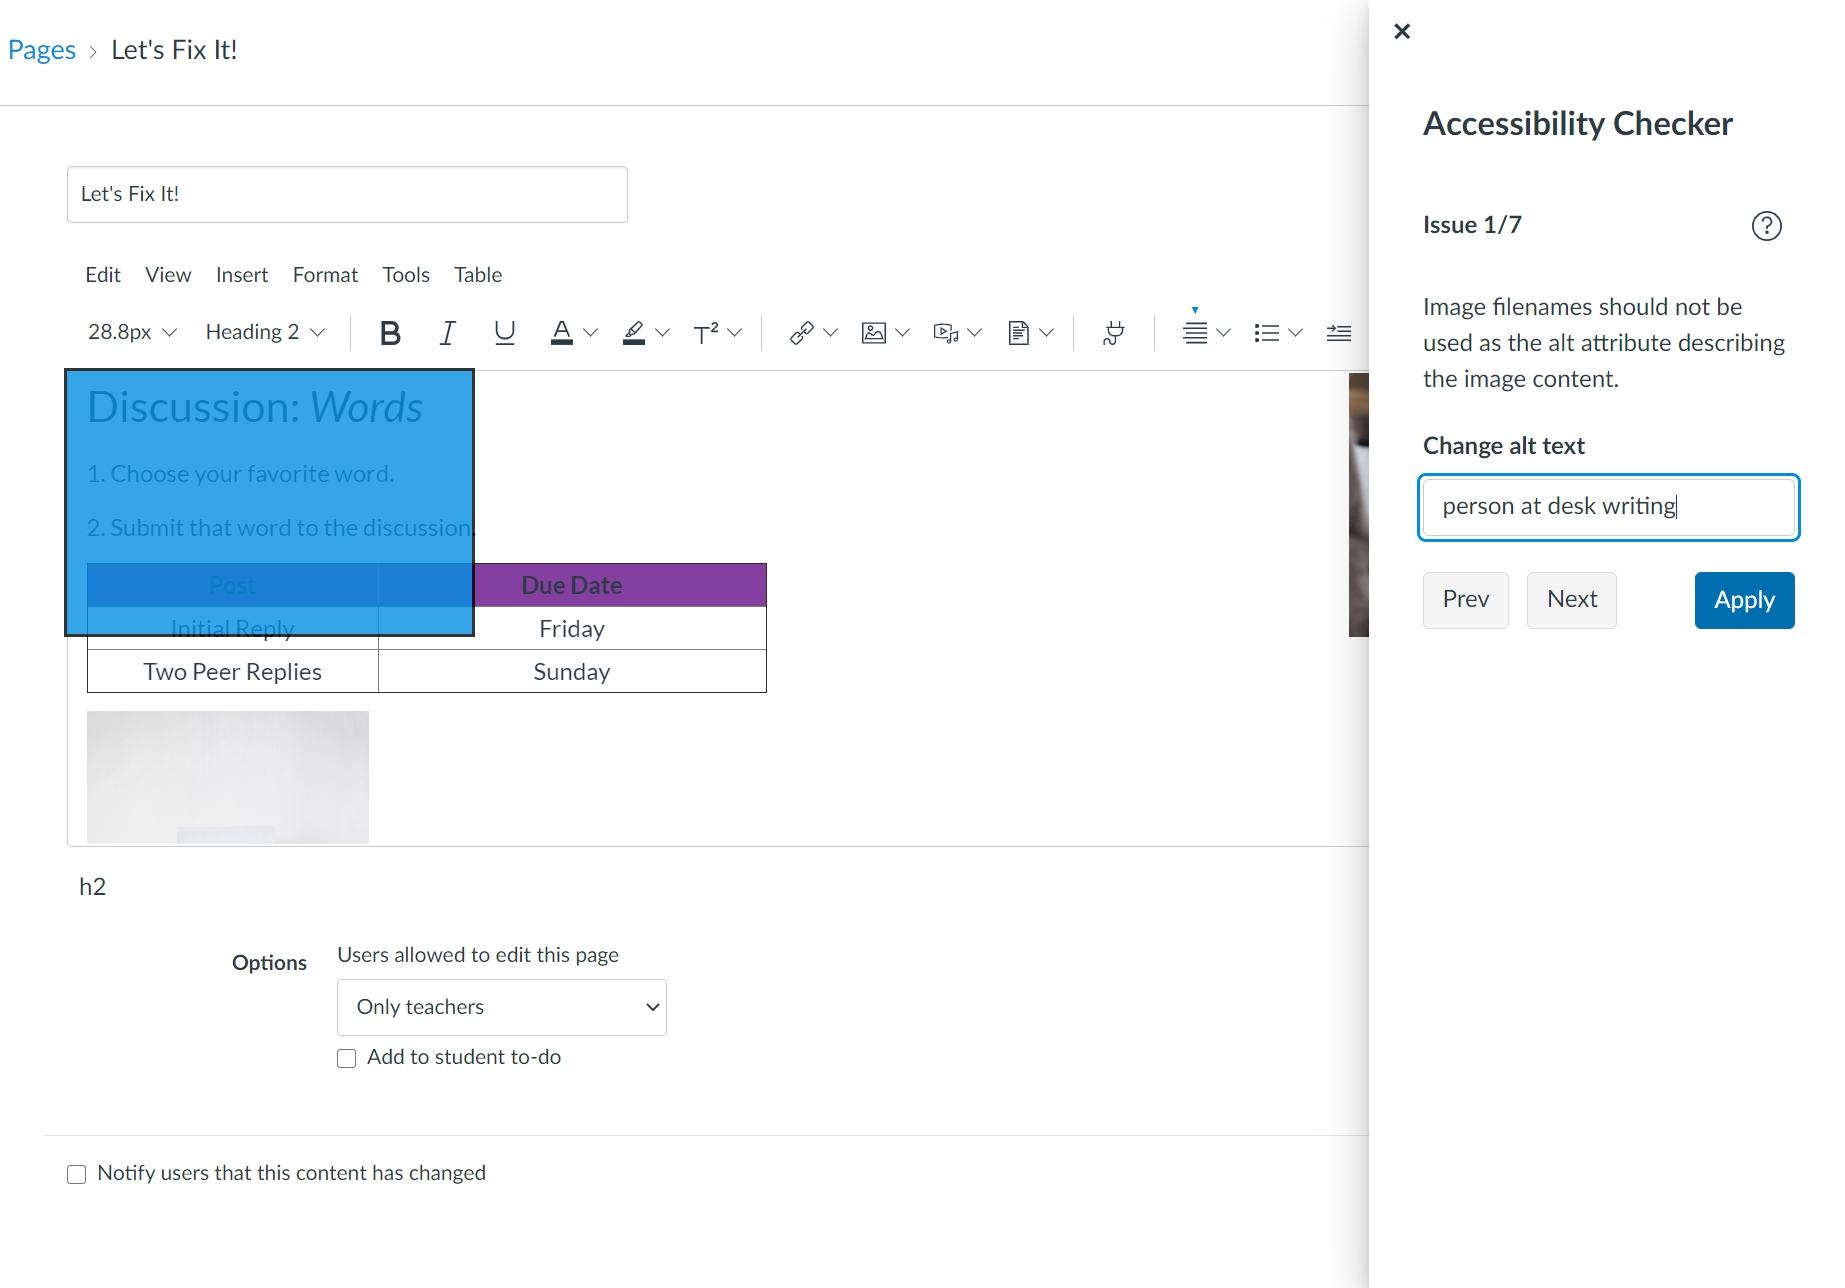 Pages > Let's Fix It!
Let's Fix It!
Edit View Insert Format Tools Table
28.8px Heading 2 B I U A T²
Discussion: Words
1. Choose your favorite word.
2. Submit that word to the discussion.
Post Due Date
Initial Reply Friday
Two Peer Replies Sunday
h2
Options Users allowed to edit this page
Only teachers
Add to student to-do
Notify users that this content has changed
Accessibility Checker
Issue 1/7 ?
Image filenames should not be
used as the alt attribute describing
the image content.
Change alt text
person at desk writing
Prev Next Apply